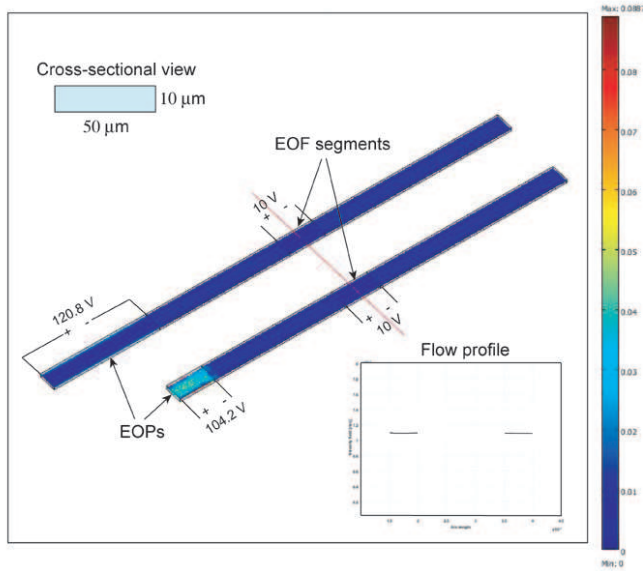 Max: 0.0887
Cross-sectional view
10 μm
50 μm
EOF segments
10 V
+ -
120.8 V
+ -
+ -
10 V
Flow profile
EOPs
+ -
104.2 V
0.08
0.07
0.06
0.05
0.04
0.03
0.02
0.01
0
Min: 0